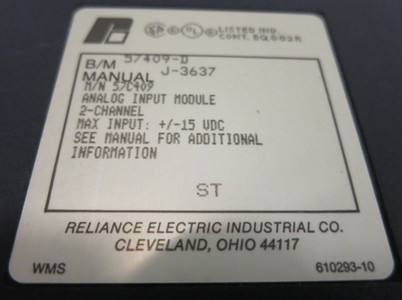 LISTED IND.
CONT. EQ.
B/M 57409-D
MANUAL J-3637
M/N 57C409
ANALOG INPUT MODULE
2-CHANNEL
MAX INPUT: +/-15 VDC
SEE MANUAL FOR ADDITIONAL
INFORMATION
ST
RELIANCE ELECTRIC INDUSTRIAL CO.
CLEVELAND, OHIO 44117
WMS 610293-10